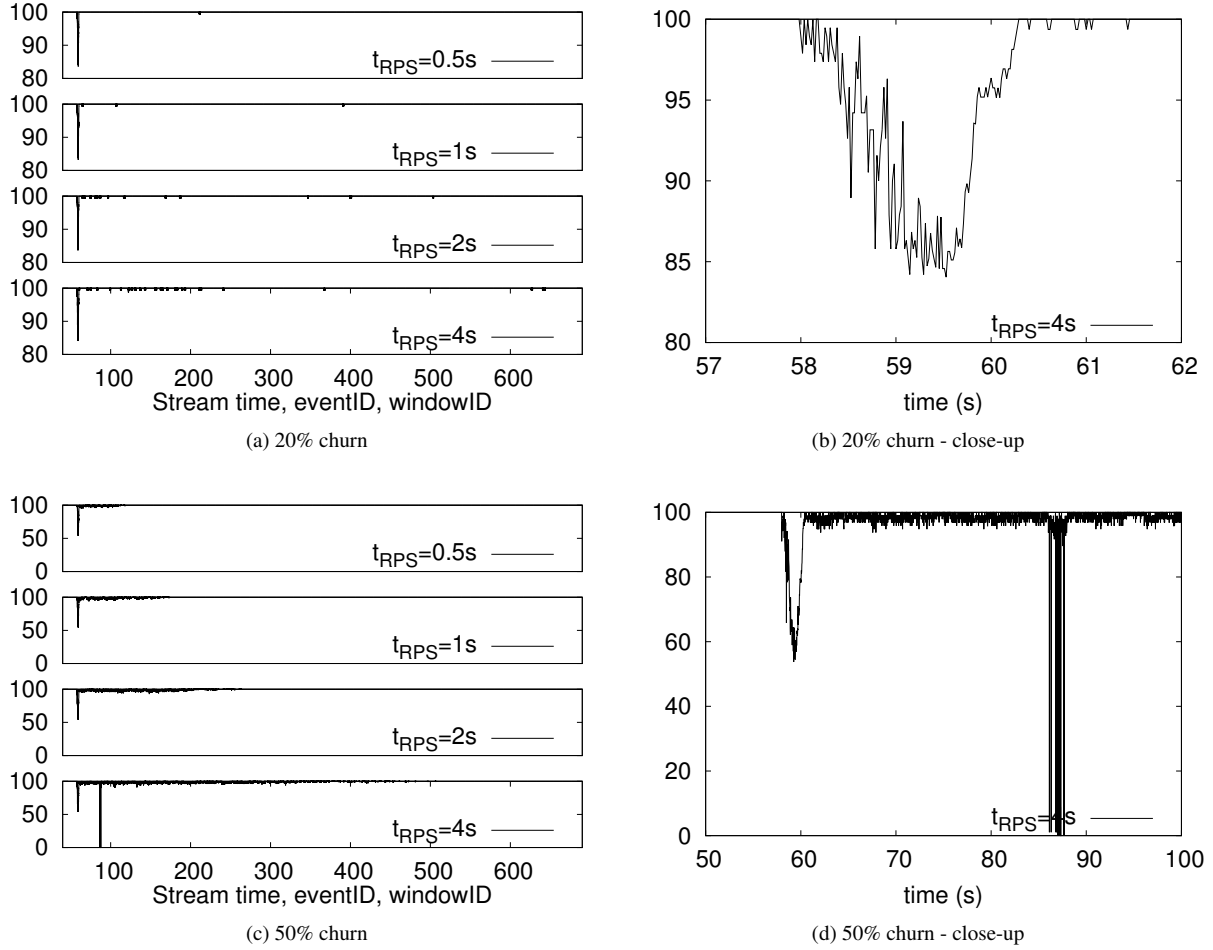 100
90
80
t_RPS=0.5s
100
90
80
t_RPS=1s
100
90
80
t_RPS=2s
100
90
80
t_RPS=4s
100 200 300 400 500 600
Stream time, eventID, windowID
(a) 20% churn
100
95
90
85
80
t_RPS=4s
57 58 59 60 61 62
time (s)
(b) 20% churn - close-up
100
50
0
t_RPS=0.5s
100
50
0
t_RPS=1s
100
50
0
t_RPS=2s
100
50
0
t_RPS=4s
100 200 300 400 500 600
Stream time, eventID, windowID
(c) 50% churn
100
80
60
40
20
0
t_RPS=4s
50 60 70 80 90 100
time (s)
(d) 50% churn - close-up